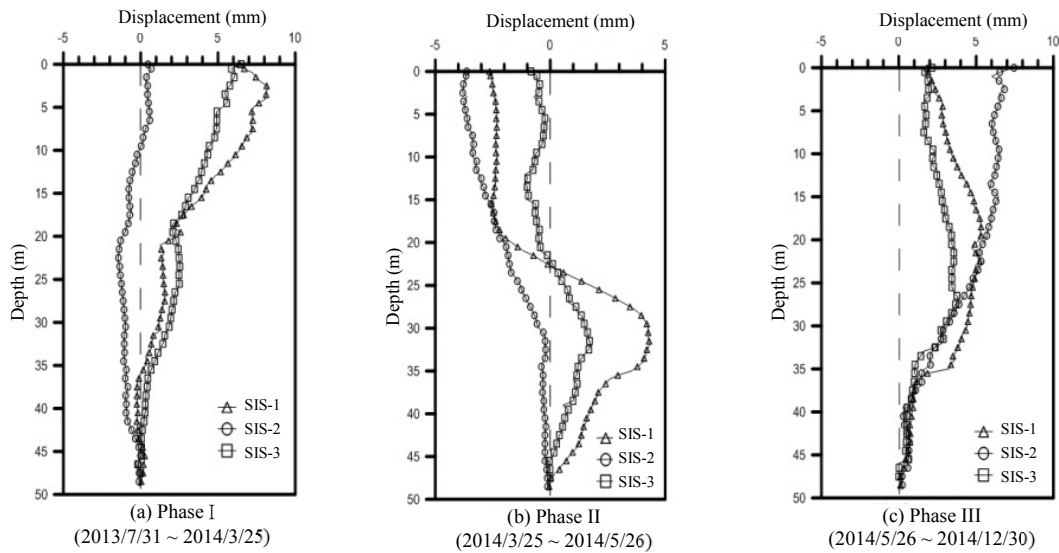 Displacement (mm)
-5 0 5 10
Depth (m)
0
5
10
15
20
25
30
35
40
45
50
SIS-1
SIS-2
SIS-3
(a) Phase I
(2013/7/31 ~ 2014/3/25)
Displacement (mm)
-5 0 5
Depth (m)
0
5
10
15
20
25
30
35
40
45
50
SIS-1
SIS-2
SIS-3
(b) Phase II
(2014/3/25 ~ 2014/5/26)
Displacement (mm)
-5 0 5 10
Depth (m)
0
5
10
15
20
25
30
35
40
45
50
SIS-1
SIS-2
SIS-3
(c) Phase III
(2014/5/26 ~ 2014/12/30)